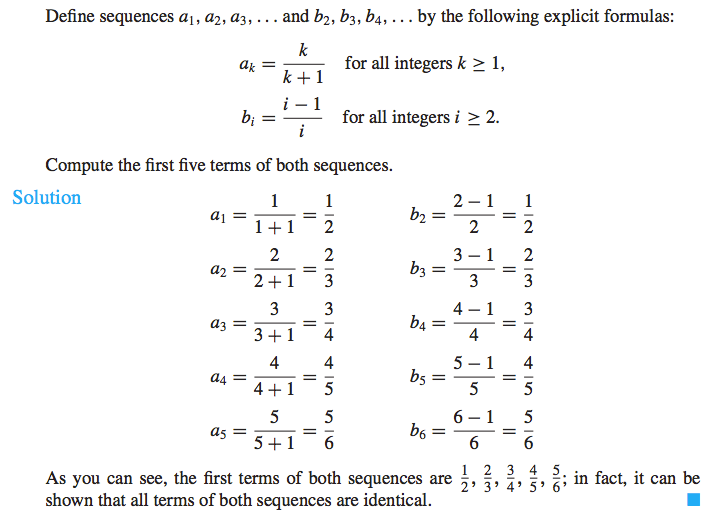 Define sequences a₁, a₂, a₃, . . . and b₂, b₃, b₄, . . . by the following explicit formulas:
aₖ = k/(k + 1) for all integers k ≥ 1,
bᵢ = (i − 1)/i for all integers i ≥ 2.
Compute the first five terms of both sequences.
Solution
a₁ = 1/(1 + 1) = 1/2 b₂ = (2 − 1)/2 = 1/2
a₂ = 2/(2 + 1) = 2/3 b₃ = (3 − 1)/3 = 2/3
a₃ = 3/(3 + 1) = 3/4 b₄ = (4 − 1)/4 = 3/4
a₄ = 4/(4 + 1) = 4/5 b₅ = (5 − 1)/5 = 4/5
a₅ = 5/(5 + 1) = 5/6 b₆ = (6 − 1)/6 = 5/6
As you can see, the first terms of both sequences are 1/2, 2/3, 3/4, 4/5, 5/6; in fact, it can be
shown that all terms of both sequences are identical.